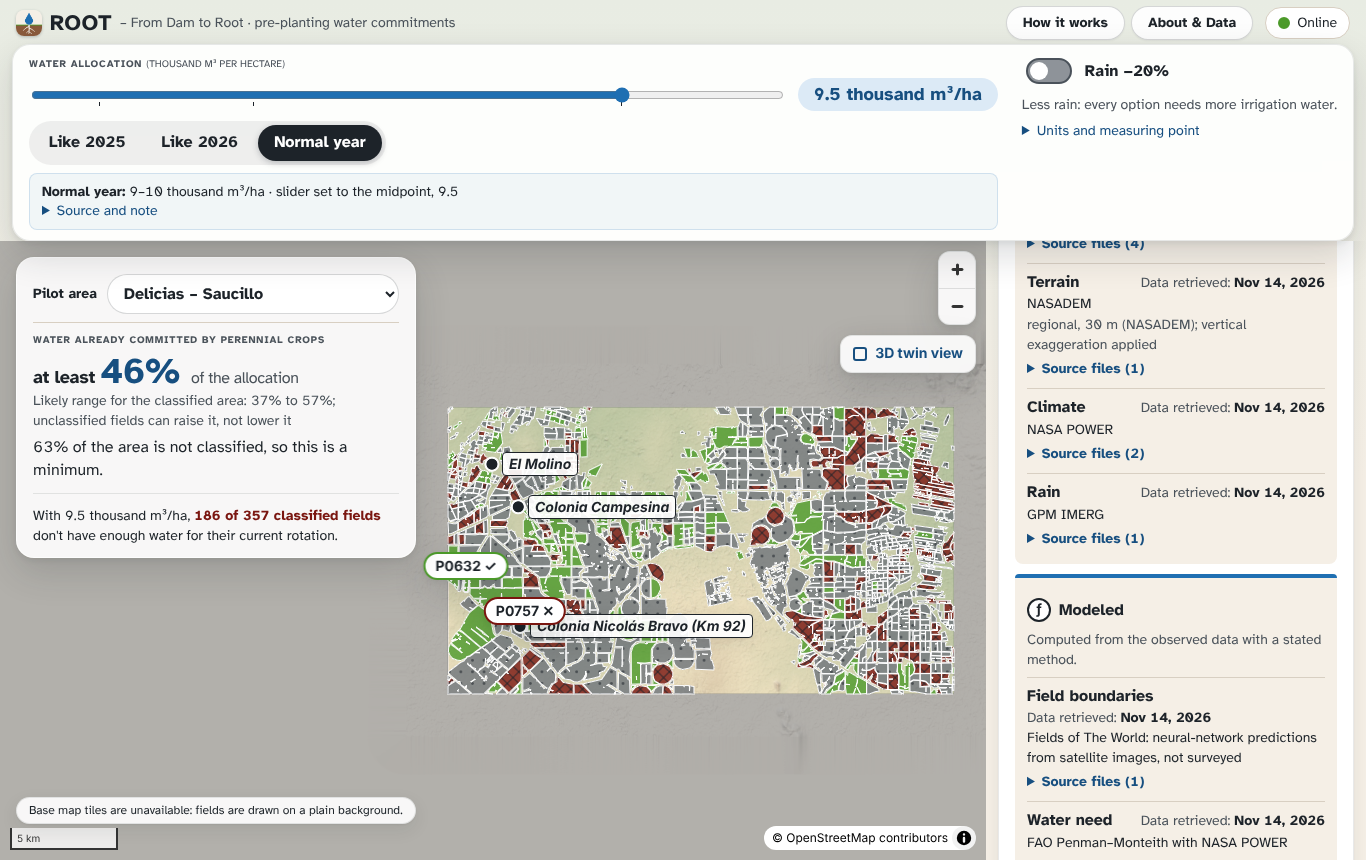 ROOT – From Dam to Root · pre-planting water commitments
How it works
About & Data
Online
WATER ALLOCATION (THOUSAND M³ PER HECTARE)
9.5 thousand m³/ha
Like 2025
Like 2026
Normal year
Normal year: 9–10 thousand m³/ha · slider set to the midpoint, 9.5
Source and note
Rain −20%
Less rain: every option needs more irrigation water.
Units and measuring point
Pilot area
Delicias – Saucillo
WATER ALREADY COMMITTED BY PERENNIAL CROPS
at least 46% of the allocation
Likely range for the classified area: 37% to 57%;
unclassified fields can raise it, not lower it
63% of the area is not classified, so this is a
minimum.
With 9.5 thousand m³/ha, 186 of 357 classified fields
don't have enough water for their current rotation.
+
−
3D twin view
El Molino
Colonia Campesina
P0632 ✓
P0757 ✕
Colonia Nicolás Bravo (Km 92)
Base map tiles are unavailable: fields are drawn on a plain background.
5 km
© OpenStreetMap contributors
Source files (4)
Terrain
Data retrieved: Nov 14, 2026
NASADEM
regional, 30 m (NASADEM); vertical
exaggeration applied
Source files (1)
Climate
Data retrieved: Nov 14, 2026
NASA POWER
Source files (2)
Rain
Data retrieved: Nov 14, 2026
GPM IMERG
Source files (1)
ƒ Modeled
Computed from the observed data with a stated
method.
Field boundaries
Data retrieved: Nov 14, 2026
Fields of The World: neural-network predictions
from satellite images, not surveyed
Source files (1)
Water need
Data retrieved: Nov 14, 2026
FAO Penman–Monteith with NASA POWER